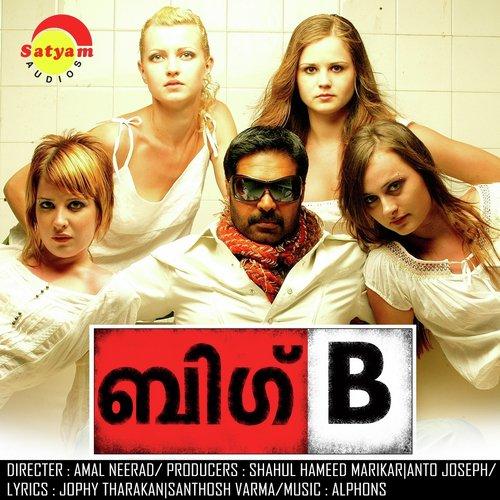 Satyam
AUDIOS
ബിഗ് B
DIRECTER : AMAL NEERAD/ PRODUCERS : SHAHUL HAMEED MARIKAR|ANTO JOSEPH/
LYRICS : JOPHY THARAKAN|SANTHOSH VARMA/MUSIC : ALPHONS